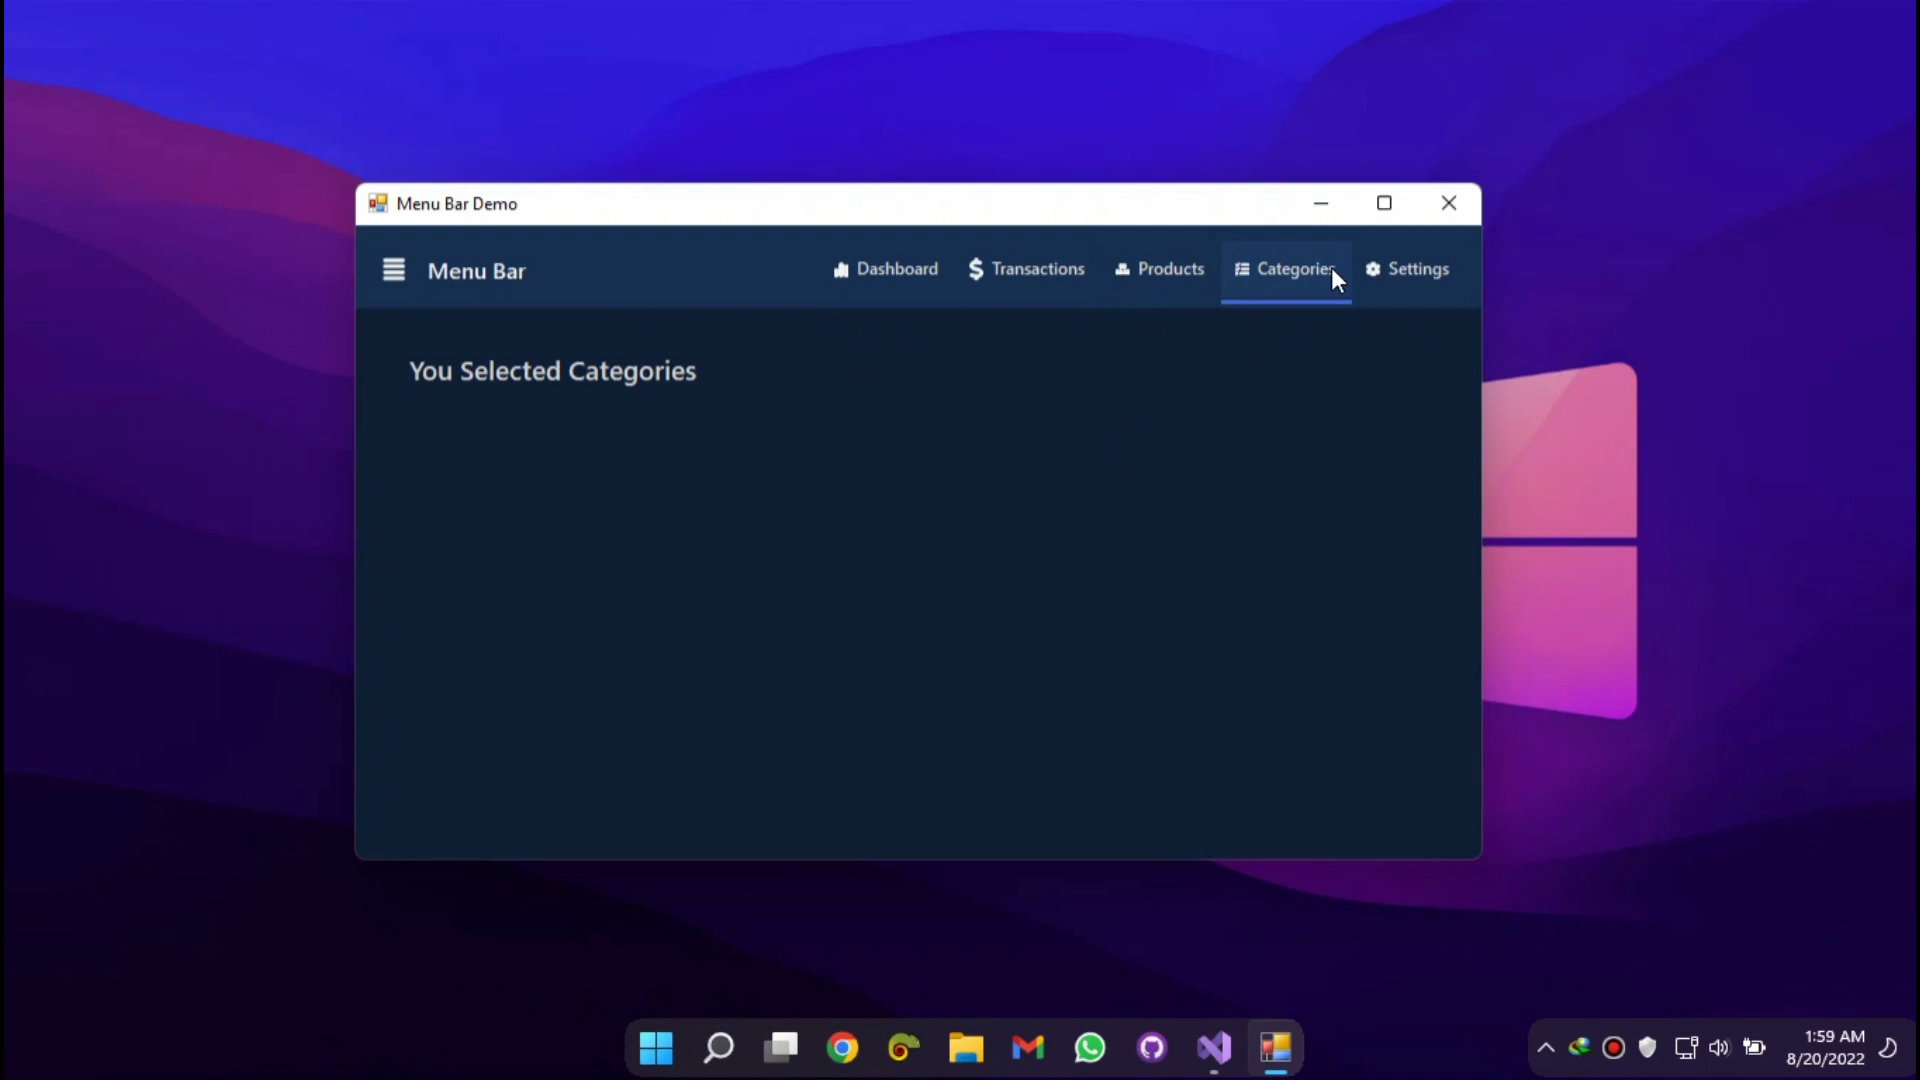 Menu Bar Demo
Menu Bar
Dashboard
Transactions
Products
Categories
Settings
You Selected Categories
1:59 AM
8/20/2022